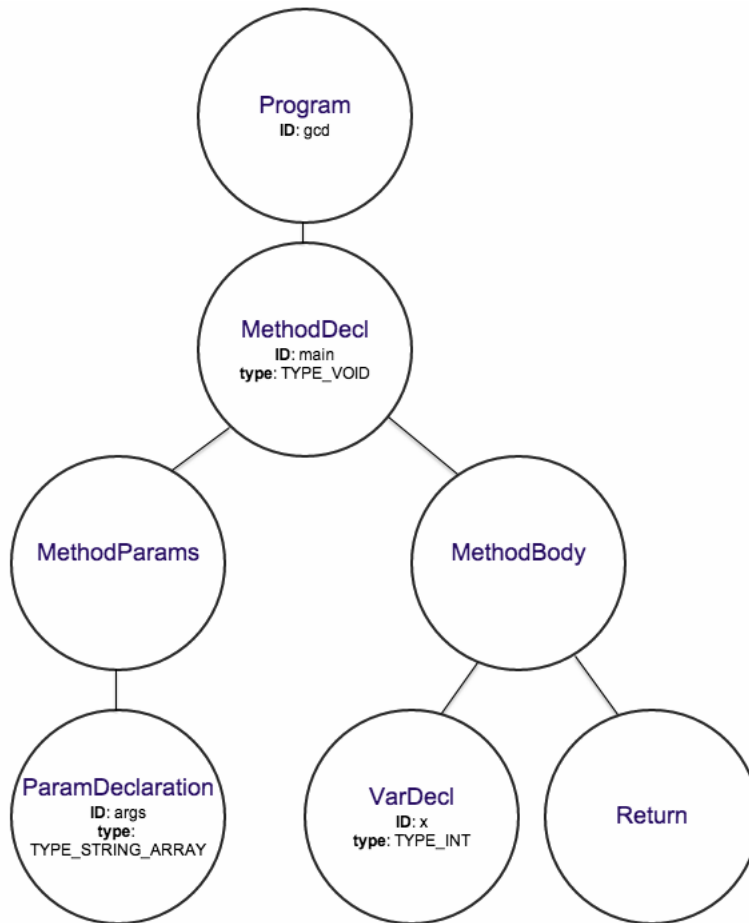 Program
ID: gcd
MethodDecl
ID: main
type: TYPE_VOID
MethodParams
MethodBody
ParamDeclaration
ID: args
type:
TYPE_STRING_ARRAY
VarDecl
ID: x
type: TYPE_INT
Return